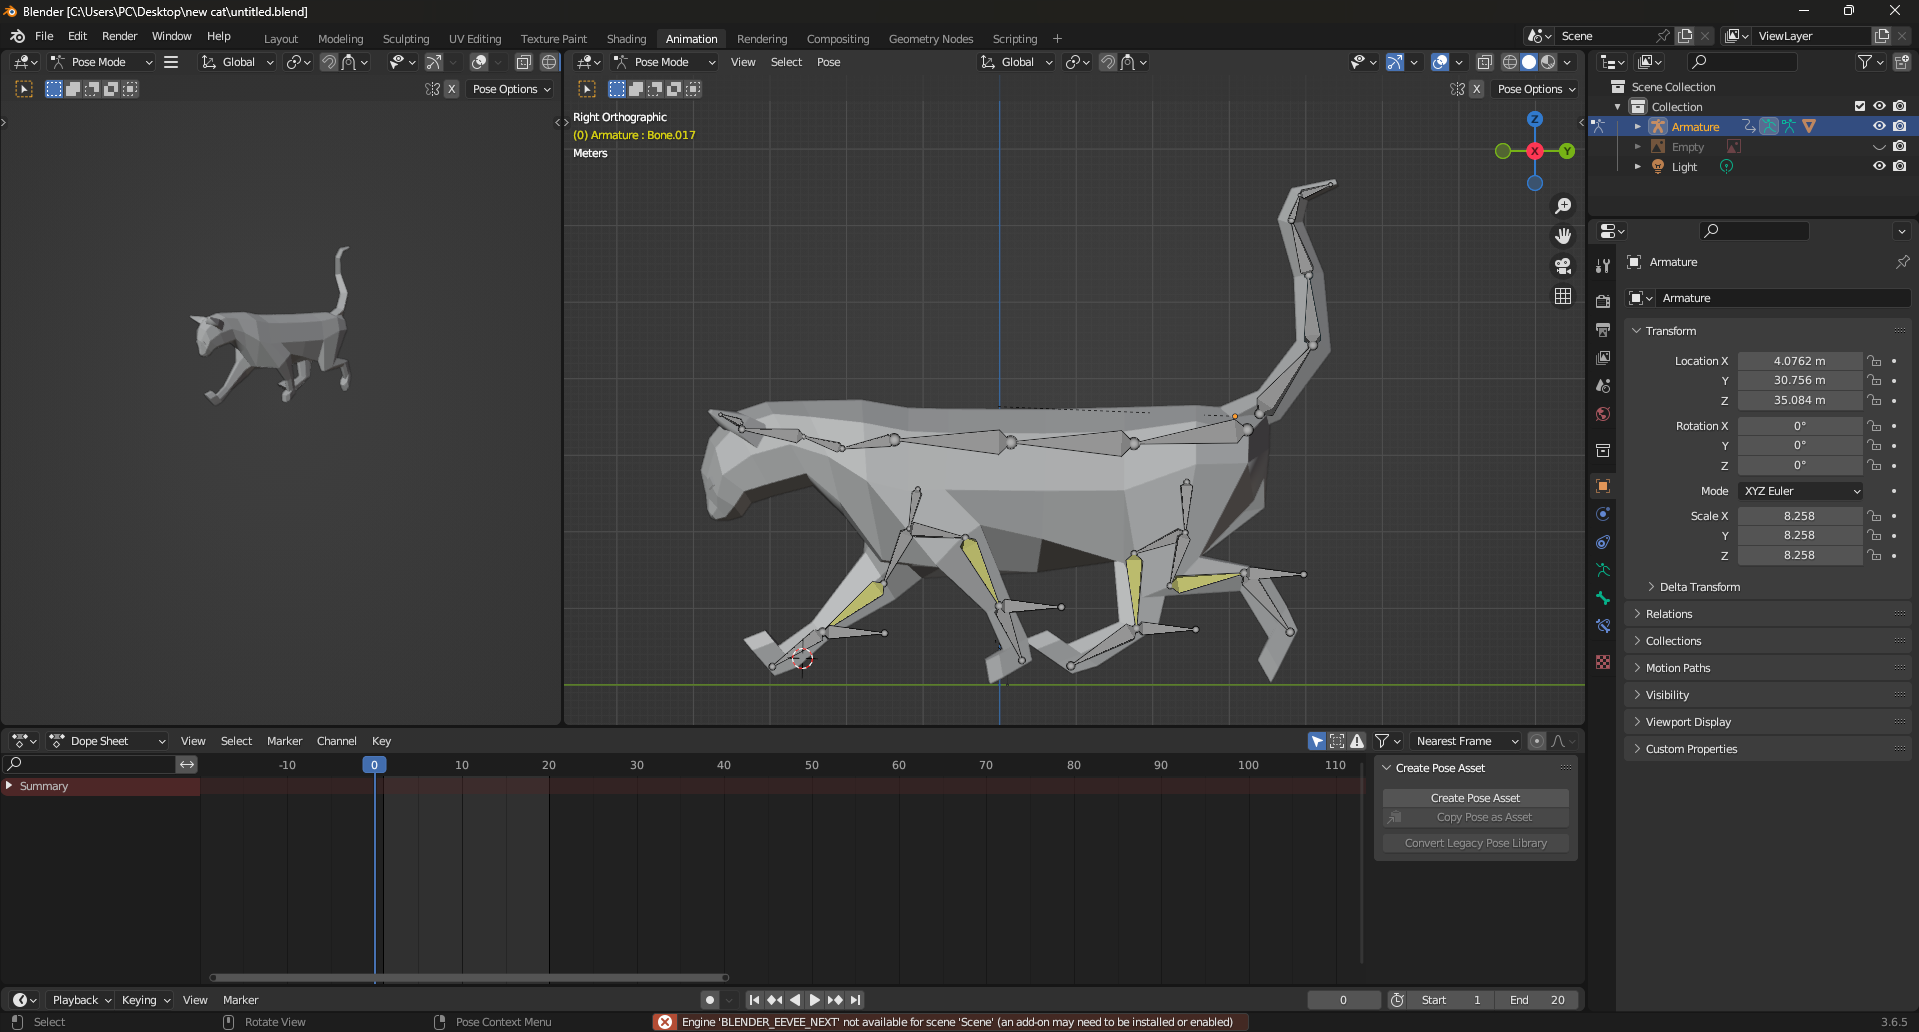 Blender [C:\Users\PC\Desktop\new cat\untitled.blend]
File Edit Render Window Help Layout Modeling Sculpting UV Editing Texture Paint Shading Animation Rendering Compositing Geometry Nodes Scripting + Scene ViewLayer
Pose Mode Global Pose Mode View Select Pose Global
X Pose Options X Pose Options
Right Orthographic
(0) Armature : Bone.017
Meters
Z
X
Y
Scene Collection
Collection
Armature
Empty
Light
Armature
Armature
Transform
Location X 4.0762 m
Y 30.756 m
Z 35.084 m
Rotation X 0°
Y 0°
Z 0°
Mode XYZ Euler
Scale X 8.258
Y 8.258
Z 8.258
Delta Transform
Relations
Collections
Motion Paths
Visibility
Viewport Display
Custom Properties
Dope Sheet View Select Marker Channel Key Nearest Frame
-10 0 10 20 30 40 50 60 70 80 90 100 110
Summary
Create Pose Asset
Create Pose Asset
Copy Pose as Asset
Convert Legacy Pose Library
Playback Keying View Marker 0 Start 1 End 20
Select Rotate View Pose Context Menu Engine 'BLENDER_EEVEE_NEXT' not available for scene 'Scene' (an add-on may need to be installed or enabled) 3.6.5